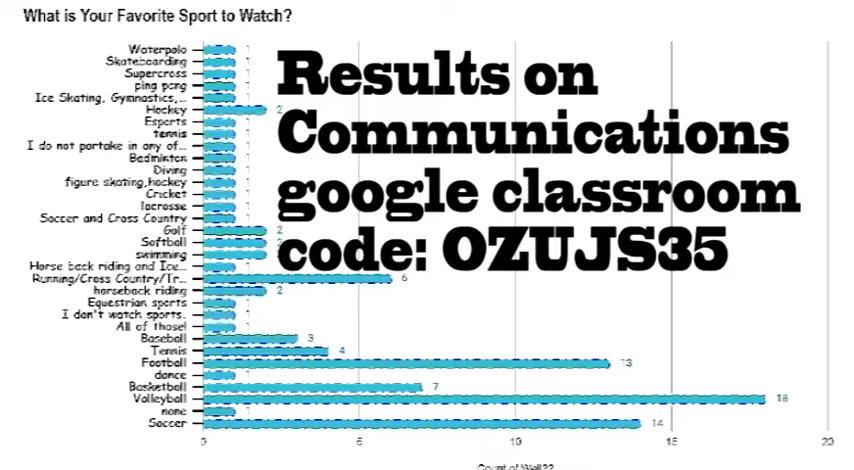 What is Your Favorite Sport to Watch?
Results on
Communications
google classroom
code: OZUJS35
Waterpolo 1
Skateboarding 1
Supercross 1
ping pong 1
Ice Skating, Gymnastics,... 1
Hockey 2
Esports 1
tennis 1
I do not partake in any of... 1
Badminton 1
Diving 1
figure skating,hockey 1
Cricket 1
lacrosse 1
Soccer and Cross Country 1
Golf 2
Softball 2
swimming
Horse back riding and Ice... 1
Running/Cross Country/Tr... 6
horseback riding 2
Equestrian sports 1
I don't watch sports. 1
All of those! 1
Baseball 3
Tennis 4
Football 13
dance 1
Basketball 7
Volleyball 18
none 1
Soccer 14
0 5 10 15 20
Count of